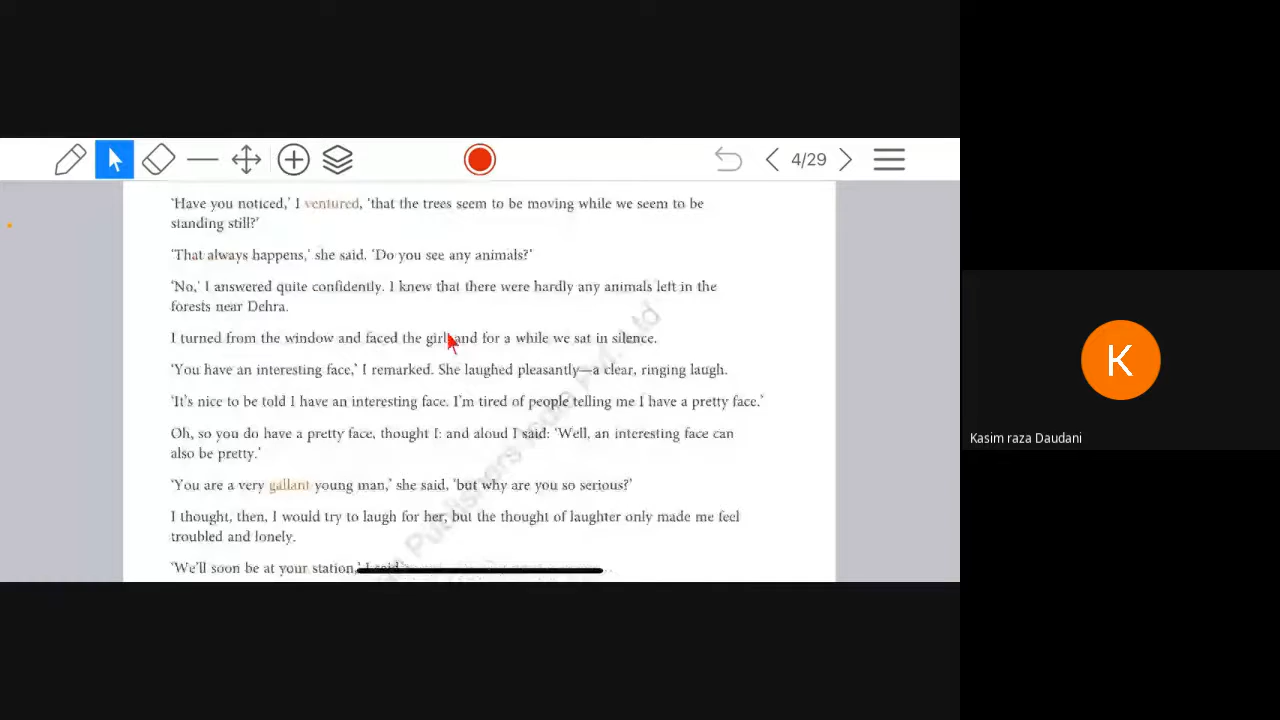 4/29
'Have you noticed,' I ventured, 'that the trees seem to be moving while we seem to be
standing still?'
'That always happens,' she said. 'Do you see any animals?'
'No,' I answered quite confidently. I knew that there were hardly any animals left in the
forests near Dehra.
I turned from the window and faced the girl and for a while we sat in silence.
'You have an interesting face,' I remarked. She laughed pleasantly—a clear, ringing laugh.
'It's nice to be told I have an interesting face. I'm tired of people telling me I have a pretty face.'
Oh, so you do have a pretty face, thought I: and aloud I said: 'Well, an interesting face can
also be pretty.'
'You are a very gallant young man,' she said, 'but why are you so serious?'
I thought, then, I would try to laugh for her, but the thought of laughter only made me feel
troubled and lonely.
'We'll soon be at your station,' I said.
Publishers India Pvt. Ltd
K
Kasim raza Daudani